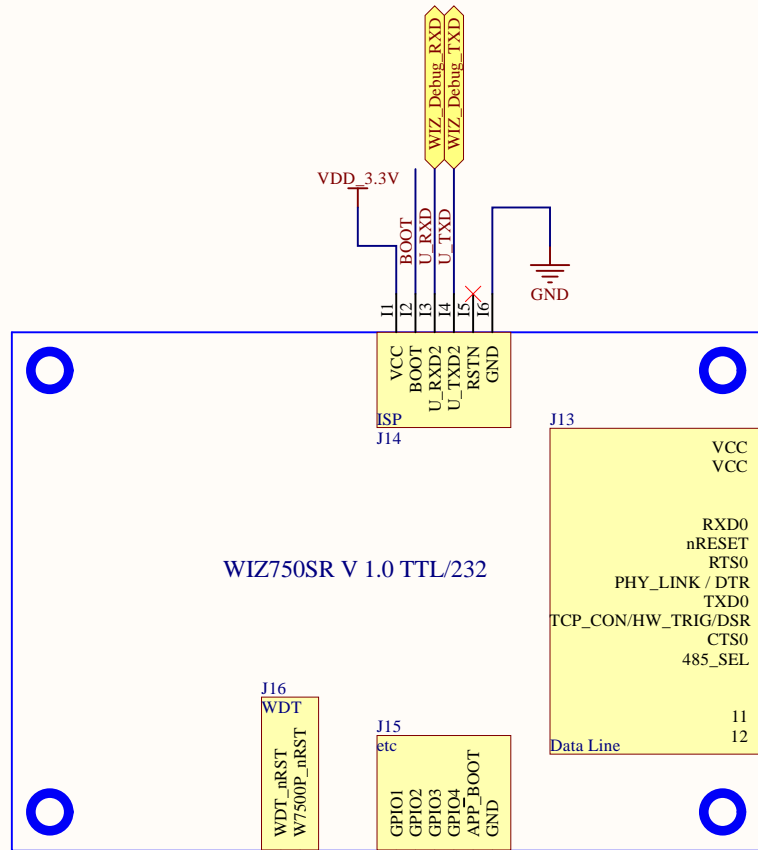 WIZ_Debug_RXD
WIZ_Debug_TXD
VDD_3.3V
BOOT
U_RXD
U_TXD
GND
I1
I2
I3
I4
I5
I6
VCC
BOOT
U_RXD2
U_TXD2
RSTN
GND
ISP
J14
J13
VCC
VCC
RXD0
nRESET
RTS0
PHY_LINK / DTR
TXD0
TCP_CON/HW_TRIG/DSR
CTS0
485_SEL
11
12
Data Line
WIZ750SR V 1.0 TTL/232
J16
WDT
WDT_nRST
W7500P_nRST
J15
etc
GPIO1
GPIO2
GPIO3
GPIO4
APP_BOOT
GND